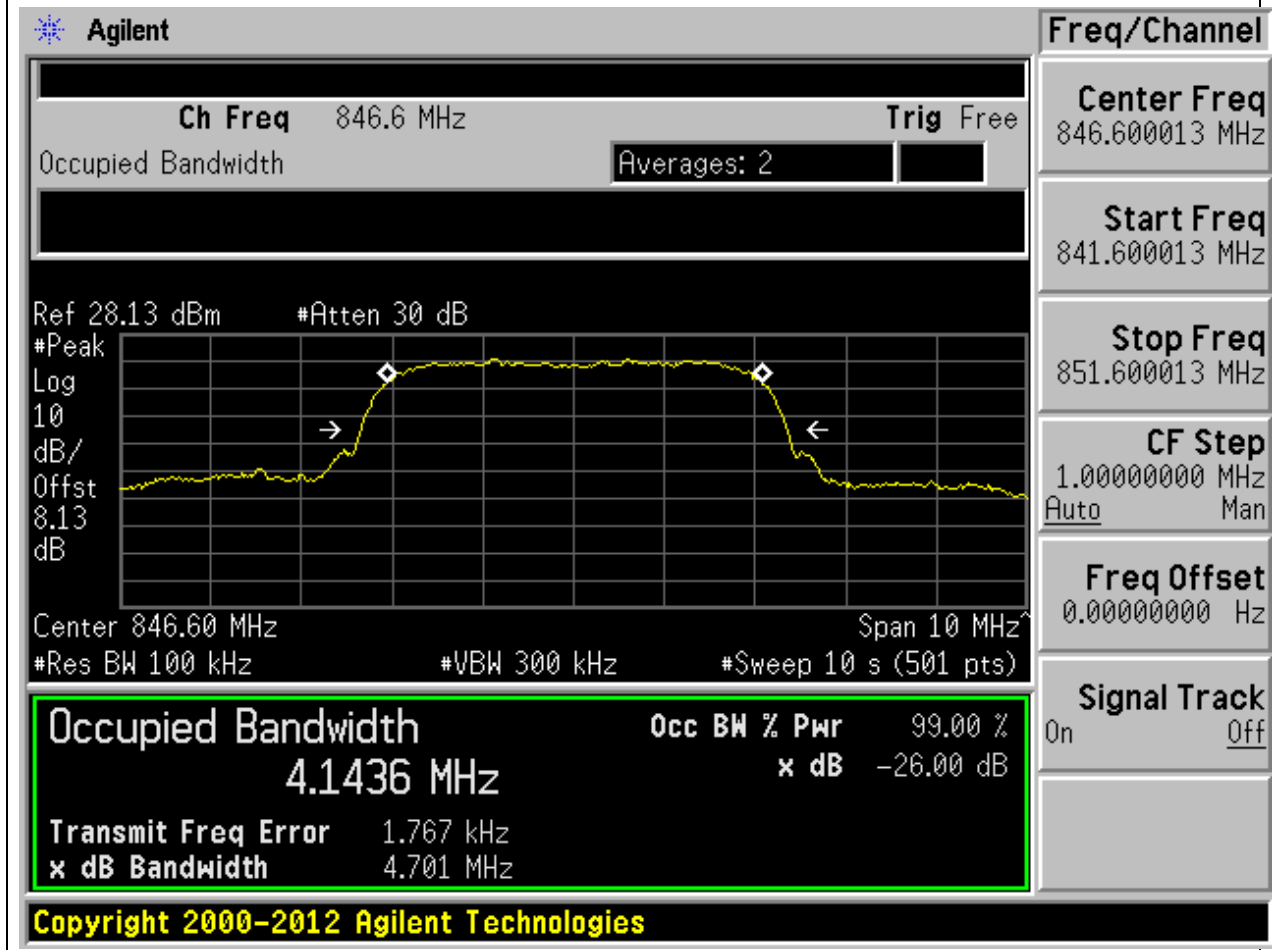 Agilent
Freq/Channel
Ch Freq 846.6 MHz Trig Free
Occupied Bandwidth Averages: 2
Ref 28.13 dBm #Atten 30 dB
#Peak
Log
10
dB/
Offst
8.13
dB
Center 846.60 MHz Span 10 MHz^
#Res BW 100 kHz #VBW 300 kHz #Sweep 10 s (501 pts)
Occupied Bandwidth
4.1436 MHz
Occ BW % Pwr 99.00 %
x dB -26.00 dB
Transmit Freq Error 1.767 kHz
x dB Bandwidth 4.701 MHz
Center Freq
846.600013 MHz
Start Freq
841.600013 MHz
Stop Freq
851.600013 MHz
CF Step
1.00000000 MHz
Auto Man
Freq Offset
0.00000000 Hz
Signal Track
On Off
Copyright 2000-2012 Agilent Technologies